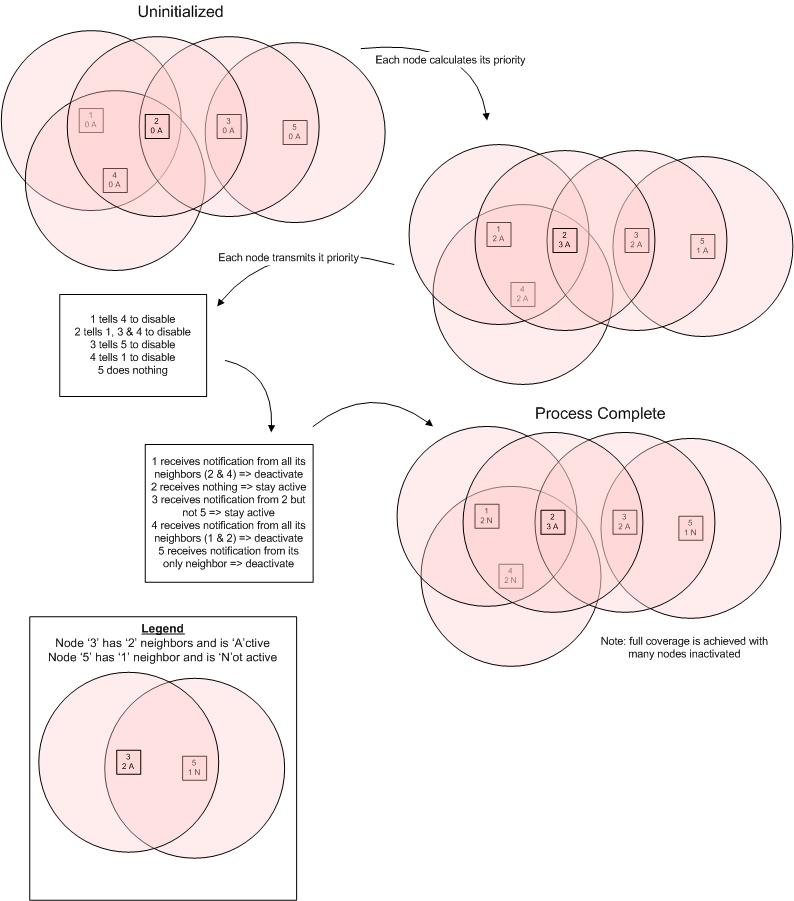 Uninitialized
Each node calculates its priority
1
0 A
2
0 A
3
0 A
5
0 A
4
0 A
1
2 A
2
3 A
3
2 A
5
1 A
4
2 A
Each node transmits it priority
1 tells 4 to disable
2 tells 1, 3 & 4 to disable
3 tells 5 to disable
4 tells 1 to disable
5 does nothing
1 receives notification from all its
neighbors (2 & 4) => deactivate
2 receives nothing => stay active
3 receives notification from 2 but
not 5 => stay active
4 receives notification from all its
neighbors (1 & 2) => deactivate
5 receives notification from its
only neighbor => deactivate
Process Complete
1
2 N
2
3 A
3
2 A
5
1 N
4
2 N
Note: full coverage is achieved with
many nodes inactivated
Legend
Node ‘3’ has ‘2’ neighbors and is ‘A’ctive
Node ‘5’ has ‘1’ neighbor and is ‘N’ot active
3
2 A
5
1 N